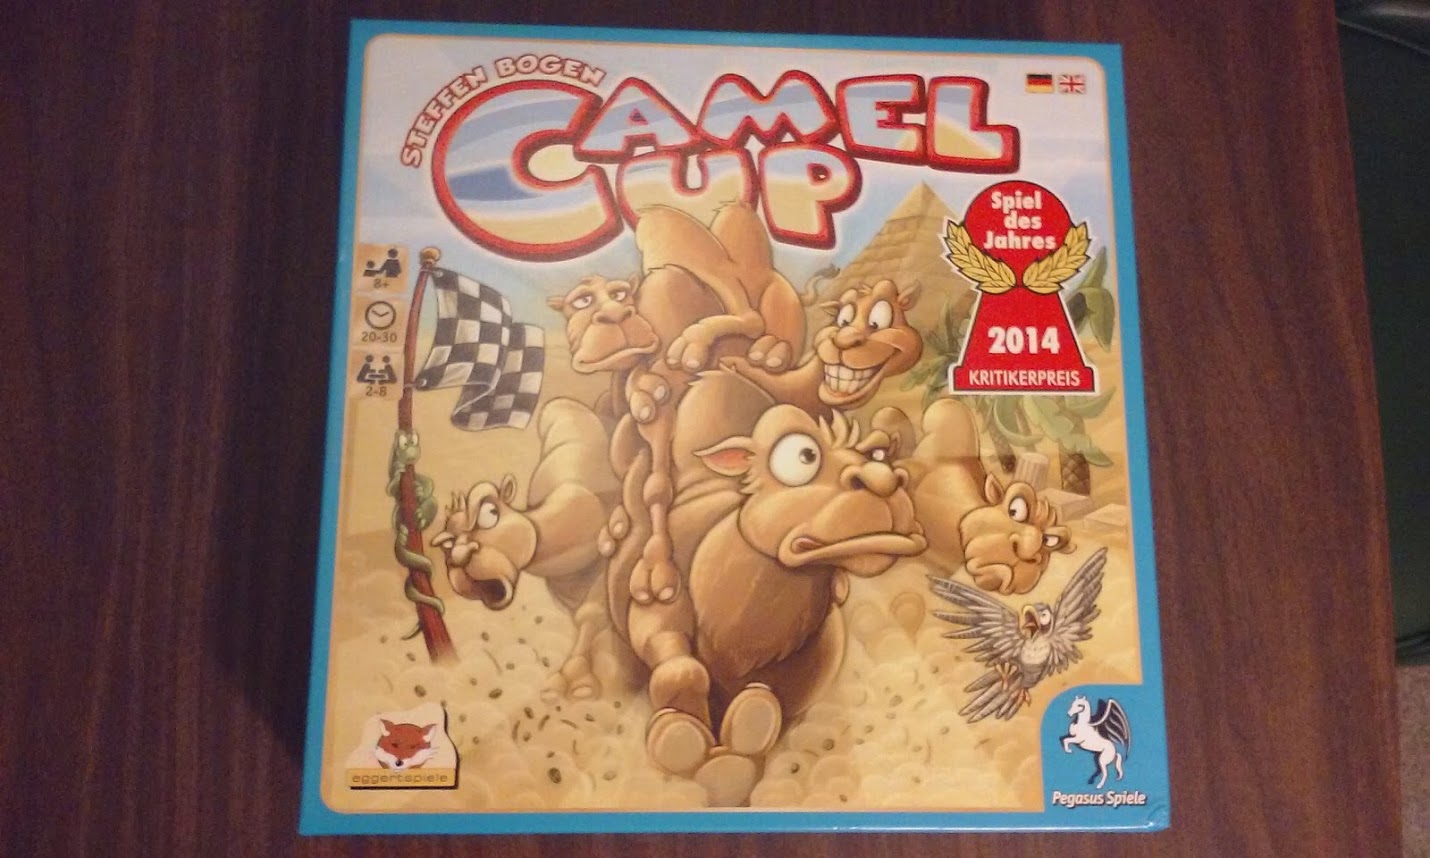 STEFFEN BOGEN
CAMEL
CUP
Spiel
des
Jahres
2014
KRITIKERPREIS
8+
20-30
2-8
eggertspiele
Pegasus Spiele